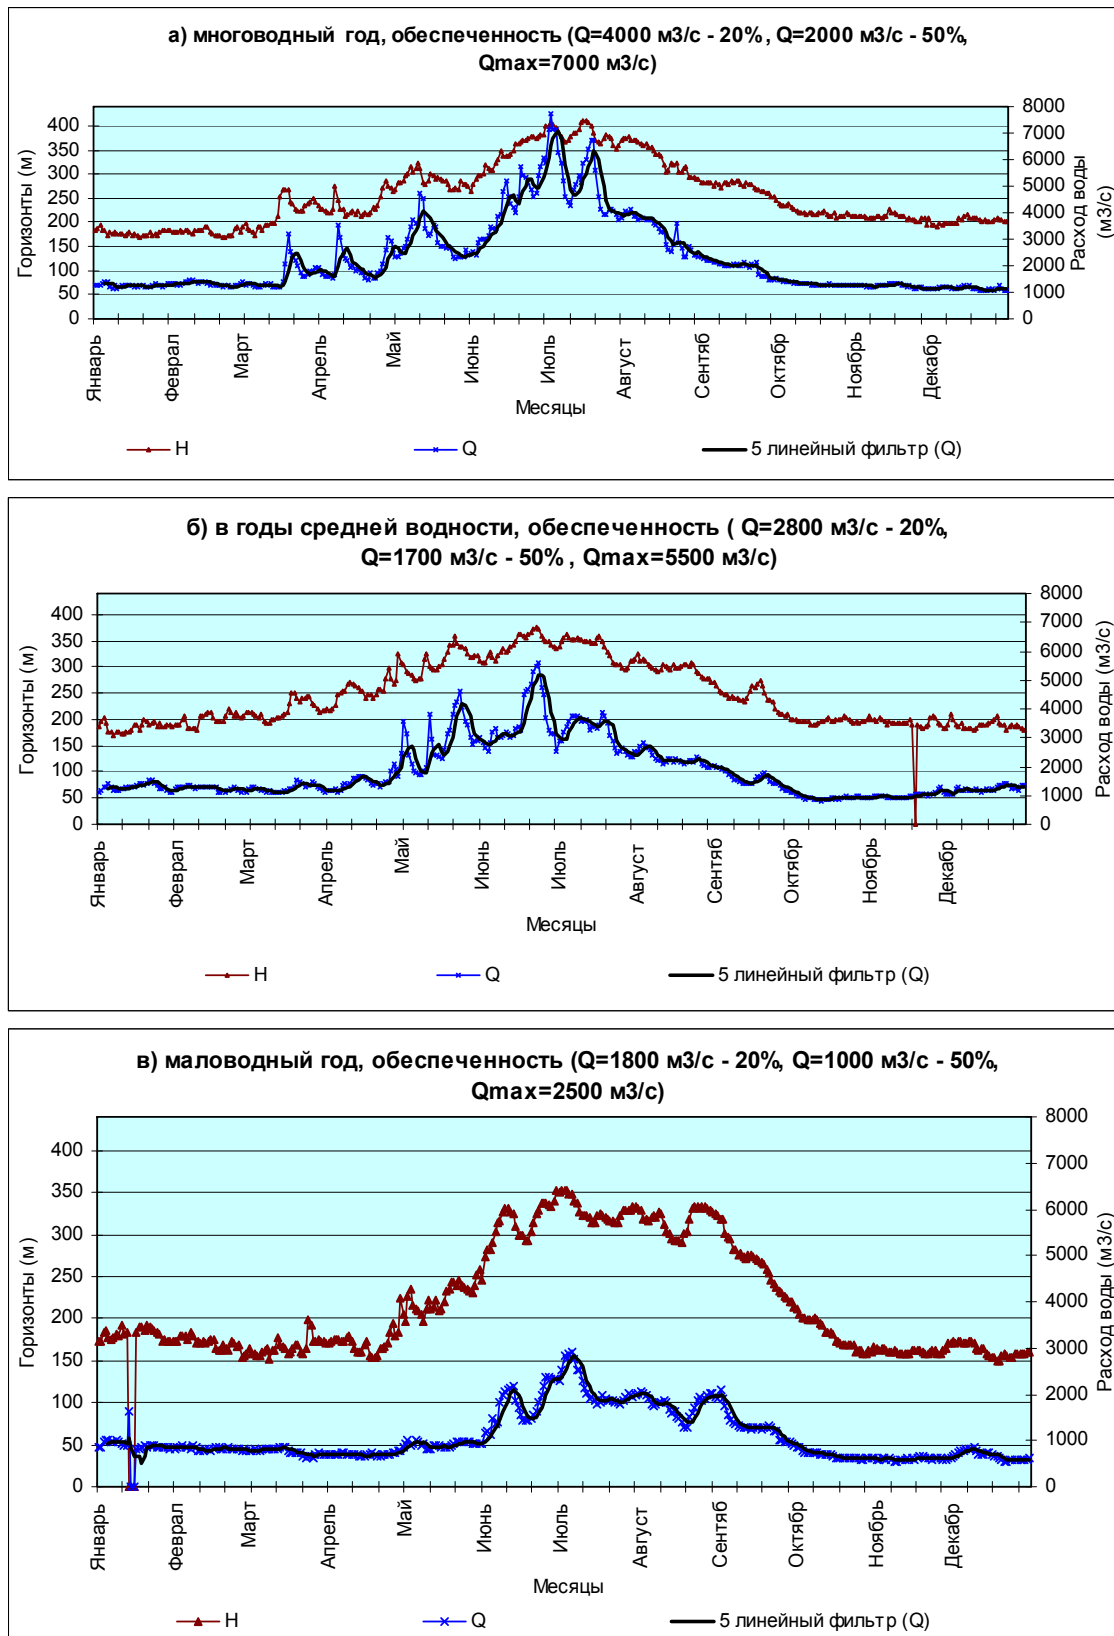 а) многоводный год, обеспеченность (Q=4000 м3/с - 20%, Q=2000 м3/с - 50%,
Qmax=7000 м3/с)
Горизонты (м)
400
350
300
250
200
150
100
50
0
8000
7000
6000
5000
4000
3000
2000
1000
0
Расход воды
(м3/с)
Январь
Феврал
Март
Апрель
Май
Июнь
Июль
Август
Сентяб
Октябр
Ноябрь
Декабр
Месяцы
H
Q
5 линейный фильтр (Q)
б) в годы средней водности, обеспеченность ( Q=2800 м3/с - 20%,
Q=1700 м3/с - 50% , Qmax=5500 м3/с)
Горизонты (м)
400
350
300
250
200
150
100
50
0
8000
7000
6000
5000
4000
3000
2000
1000
0
Расход воды (м3/с)
Январь
Феврал
Март
Апрель
Май
Июнь
Июль
Август
Сентяб
Октябр
Ноябрь
Декабр
Месяцы
H
Q
5 линейный фильтр (Q)
в) маловодный год, обеспеченность (Q=1800 м3/с - 20%, Q=1000 м3/с - 50%,
Qmax=2500 м3/с)
Горизонты (м)
400
350
300
250
200
150
100
50
0
8000
7000
6000
5000
4000
3000
2000
1000
0
Расход воды (м3/с)
Январь
Феврал
Март
Апрель
Май
Июнь
Июль
Август
Сентяб
Октябр
Ноябрь
Декабр
Месяцы
H
Q
5 линейный фильтр (Q)